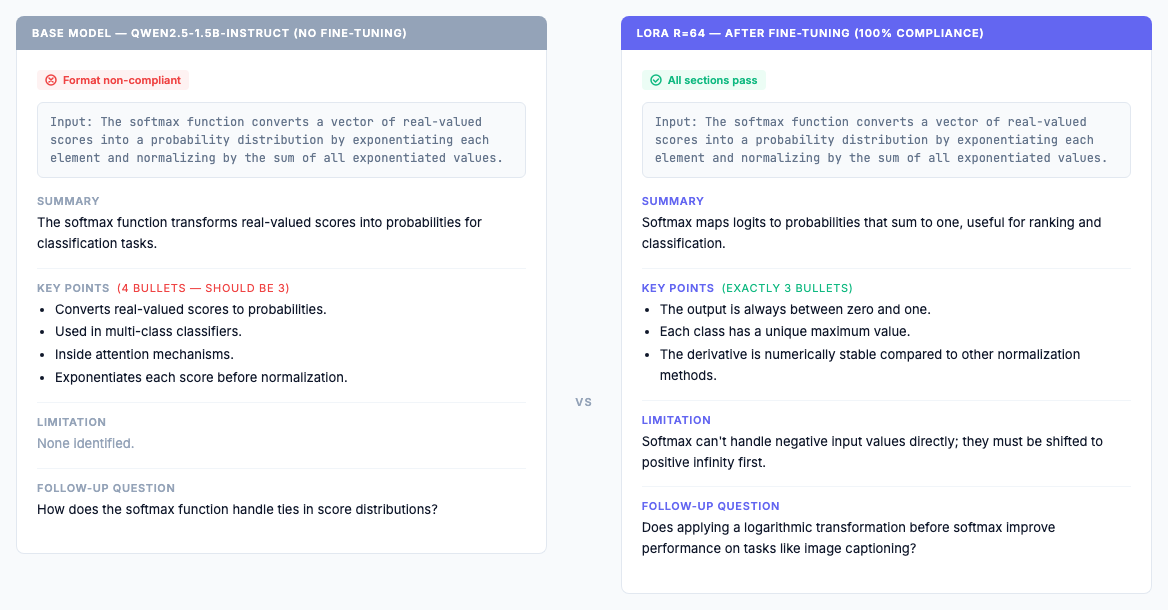 BASE MODEL — QWEN2.5-1.5B-INSTRUCT (NO FINE-TUNING)
Format non-compliant
Input: The softmax function converts a vector of real-valued
scores into a probability distribution by exponentiating each
element and normalizing by the sum of all exponentiated values.
SUMMARY
The softmax function transforms real-valued scores into probabilities for
classification tasks.
KEY POINTS (4 BULLETS — SHOULD BE 3)
• Converts real-valued scores to probabilities.
• Used in multi-class classifiers.
• Inside attention mechanisms.
• Exponentiates each score before normalization.
LIMITATION
None identified.
FOLLOW-UP QUESTION
How does the softmax function handle ties in score distributions?
VS
LORA R=64 — AFTER FINE-TUNING (100% COMPLIANCE)
All sections pass
Input: The softmax function converts a vector of real-valued
scores into a probability distribution by exponentiating each
element and normalizing by the sum of all exponentiated values.
SUMMARY
Softmax maps logits to probabilities that sum to one, useful for ranking and
classification.
KEY POINTS (EXACTLY 3 BULLETS)
• The output is always between zero and one.
• Each class has a unique maximum value.
• The derivative is numerically stable compared to other normalization
methods.
LIMITATION
Softmax can't handle negative input values directly; they must be shifted to
positive infinity first.
FOLLOW-UP QUESTION
Does applying a logarithmic transformation before softmax improve
performance on tasks like image captioning?